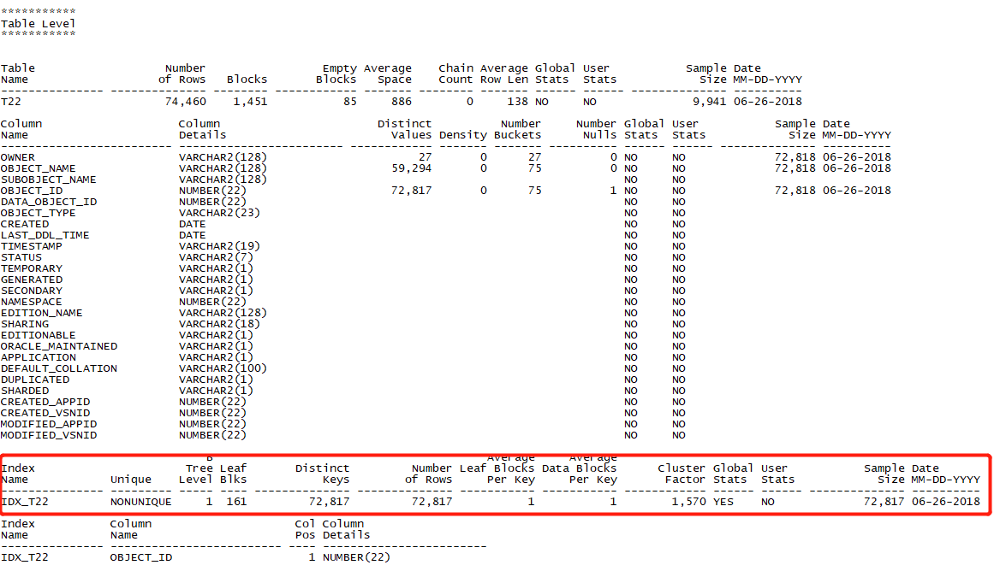 ***********
Table Level
***********
Table Number Empty Average Chain Average Global User Sample Date
Name of Rows Blocks Blocks Space Count Row Len Stats Stats Size MM-DD-YYYY
--------------- -------------- -------- ------------ ------- -------- ------- ------ ------ -------------- ----------
T22 74,460 1,451 85 886 0 138 NO NO 9,941 06-26-2018
Column Column Distinct Number Number Global User Sample Date
Name Details Values Density Buckets Nulls Stats Stats Size MM-DD-YYYY
------------------------- ------------------------ ------------ ------- ------- ---------- ------ ------ -------------- ----------
OWNER VARCHAR2(128) 27 0 27 0 NO NO 72,818 06-26-2018
OBJECT_NAME VARCHAR2(128) 59,294 0 75 0 NO NO 72,818 06-26-2018
SUBOBJECT_NAME VARCHAR2(128) NO NO
OBJECT_ID NUMBER(22) 72,817 0 75 1 NO NO 72,818 06-26-2018
DATA_OBJECT_ID NUMBER(22) NO NO
OBJECT_TYPE VARCHAR2(23) NO NO
CREATED DATE NO NO
LAST_DDL_TIME DATE NO NO
TIMESTAMP VARCHAR2(19) NO NO
STATUS VARCHAR2(7) NO NO
TEMPORARY VARCHAR2(1) NO NO
GENERATED VARCHAR2(1) NO NO
SECONDARY VARCHAR2(1) NO NO
NAMESPACE NUMBER(22) NO NO
EDITION_NAME VARCHAR2(128) NO NO
SHARING VARCHAR2(18) NO NO
EDITIONABLE VARCHAR2(1) NO NO
ORACLE_MAINTAINED VARCHAR2(1) NO NO
APPLICATION VARCHAR2(1) NO NO
DEFAULT_COLLATION VARCHAR2(100) NO NO
DUPLICATED VARCHAR2(1) NO NO
SHARDED VARCHAR2(1) NO NO
CREATED_APPID NUMBER(22) NO NO
CREATED_VSNID NUMBER(22) NO NO
MODIFIED_APPID NUMBER(22) NO NO
MODIFIED_VSNID NUMBER(22) NO NO
B Average Average
Index Tree Leaf Distinct Number Leaf Blocks Data Blocks Cluster Global User Sample Date
Name Unique Level Blks Keys of Rows Per Key Per Key Factor Stats Stats Size MM-DD-YYYY
--------------- --------- ----- ---- -------------- -------------- ----------- ----------- ------------ ------ ------ -------------- ----------
IDX_T22 NONUNIQUE 1 161 72,817 72,817 1 1 1,570 YES NO 72,817 06-26-2018
Index Column Col Column
Name Name Pos Details
--------------- ------------------------- ---- ------------------------
IDX_T22 OBJECT_ID 1 NUMBER(22)